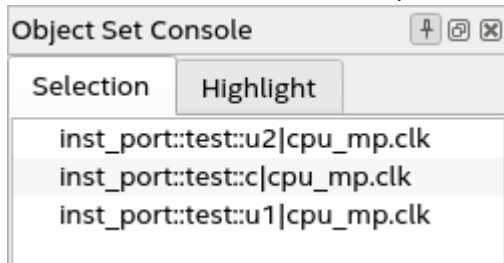 Object Set Console
Selection
Highlight
inst_port::test::u2|cpu_mp.clk
inst_port::test::c|cpu_mp.clk
inst_port::test::u1|cpu_mp.clk